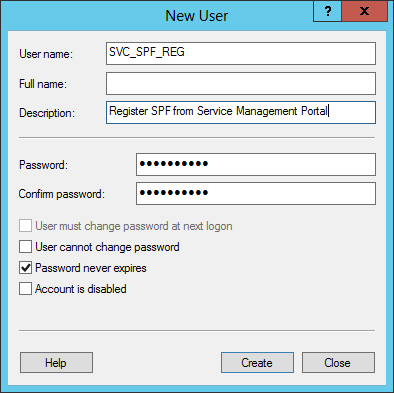 New User
? X
User name: SVC_SPF_REG
Full name:
Description: Register SPF from Service Management Portal
Password: ●●●●●●●●●●
Confirm password: ●●●●●●●●●●
User must change password at next logon
User cannot change password
Password never expires
Account is disabled
Help Create Close